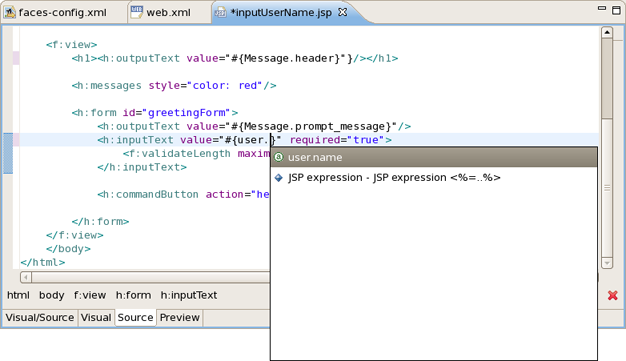 faces-config.xml web.xml *inputUserName.jsp
<f:view>
<h1><h:outputText value="#{Message.header}"}/></h1>
<h:messages style="color: red"/>
<h:form id="greetingForm">
<h:outputText value="#{Message.prompt_message}"/>
<h:inputText value="#{user.}" required="true">
<f:validateLength maxim
</h:inputText>
<h:commandButton action="he
</h:form>
</f:view>
</body>
</html>
user.name
JSP expression - JSP expression <%=..%>
html body f:view h:form h:inputText
Visual/Source Visual Source Preview